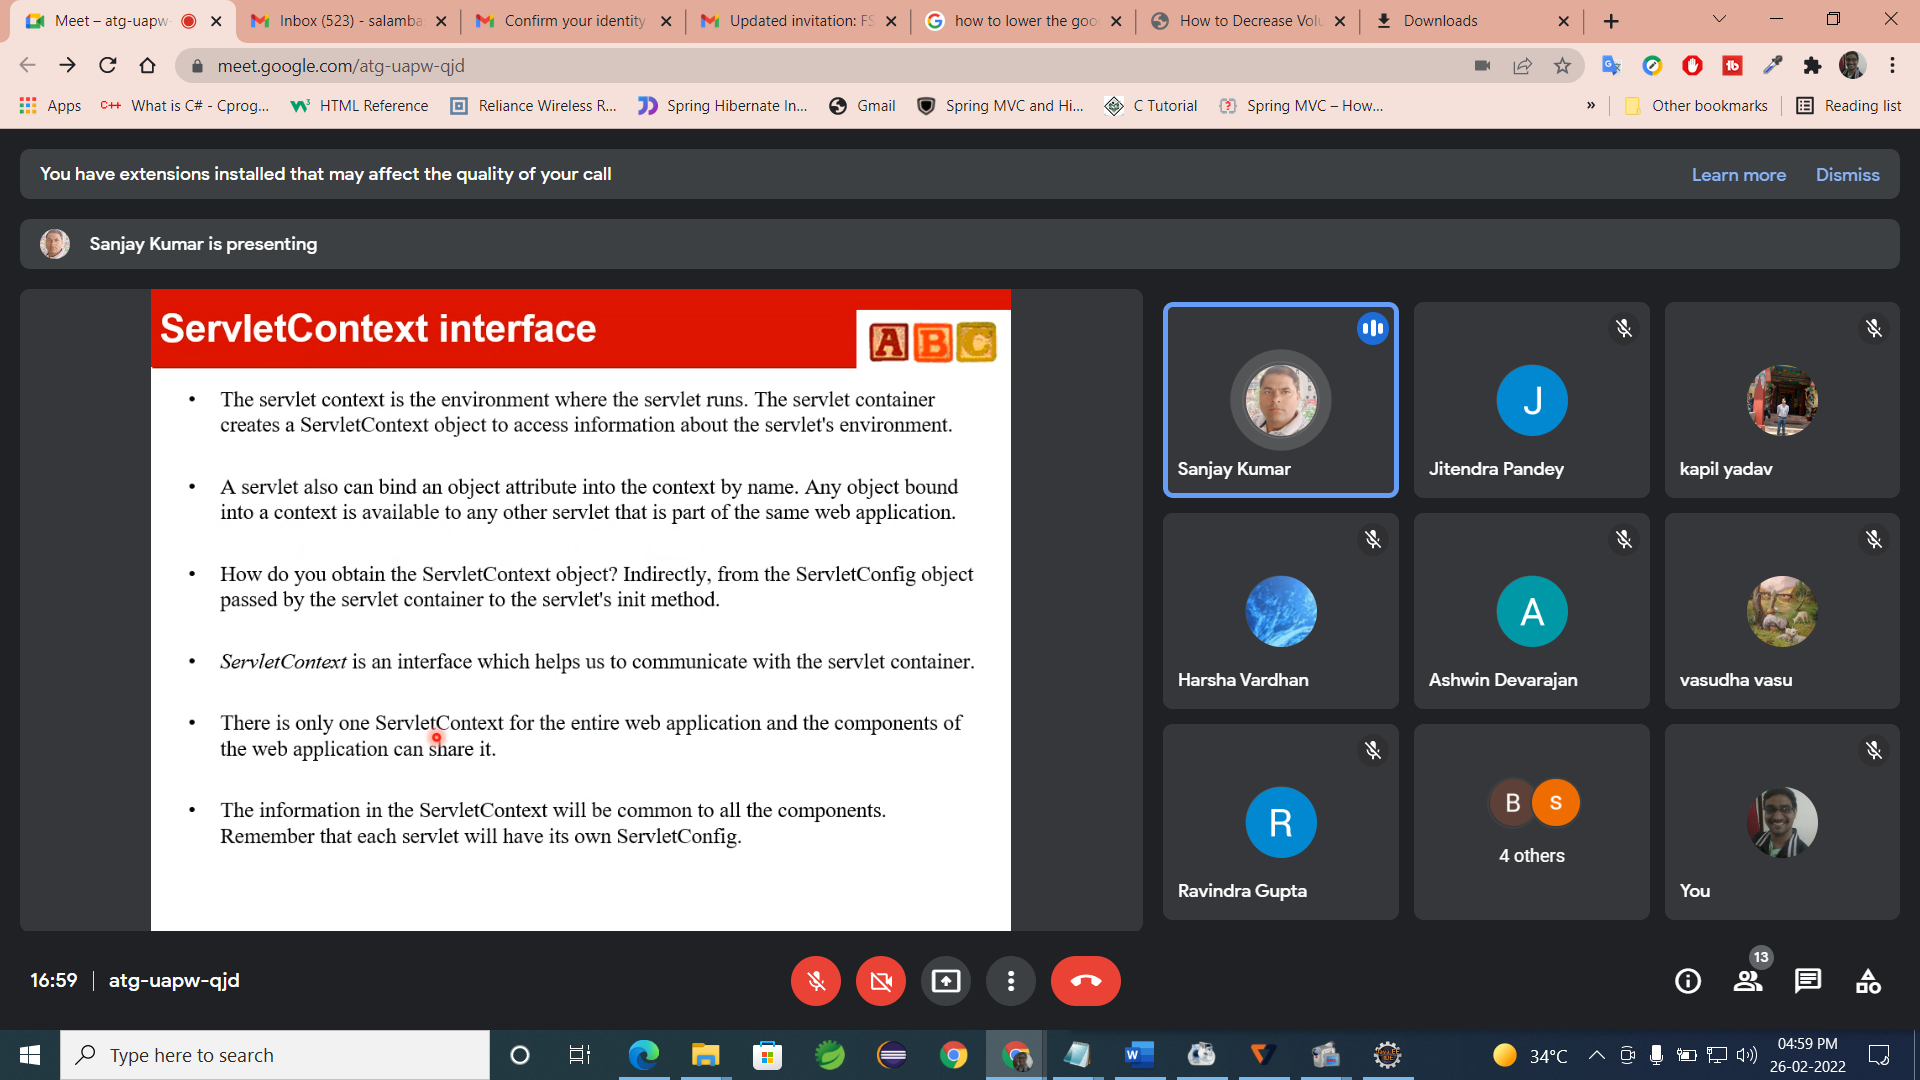 Meet – atg-uapw-
Inbox (523) - salamba
Confirm your identity
Updated invitation: FS
how to lower the goo
How to Decrease Volu
Downloads
meet.google.com/atg-uapw-qjd
Apps
C++ What is C# - Cprog...
HTML Reference
Reliance Wireless R...
Spring Hibernate In...
Gmail
Spring MVC and Hi...
C Tutorial
Spring MVC – How...
»
Other bookmarks
Reading list
You have extensions installed that may affect the quality of your call
Learn more
Dismiss
Sanjay Kumar is presenting
ServletContext interface
A B C
• The servlet context is the environment where the servlet runs. The servlet container
creates a ServletContext object to access information about the servlet's environment.
• A servlet also can bind an object attribute into the context by name. Any object bound
into a context is available to any other servlet that is part of the same web application.
• How do you obtain the ServletContext object? Indirectly, from the ServletConfig object
passed by the servlet container to the servlet's init method.
• ServletContext is an interface which helps us to communicate with the servlet container.
• There is only one ServletContext for the entire web application and the components of
the web application can share it.
• The information in the ServletContext will be common to all the components.
Remember that each servlet will have its own ServletConfig.
Sanjay Kumar
J
Jitendra Pandey
kapil yadav
Harsha Vardhan
A
Ashwin Devarajan
vasudha vasu
R
Ravindra Gupta
B S
4 others
You
16:59 | atg-uapw-qjd
13
Type here to search
34°C
04:59 PM
26-02-2022